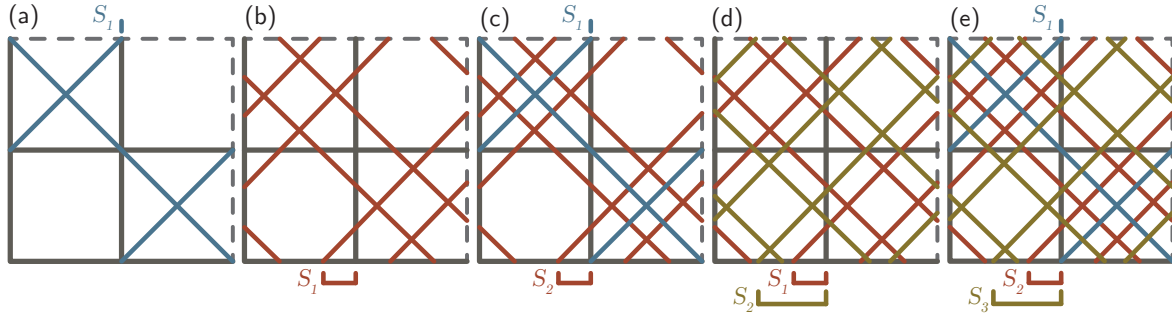 (a) (b) (c) (d) (e)
S₁ S₁ S₁
S₁ S₂ S₁ S₂
S₂ S₃